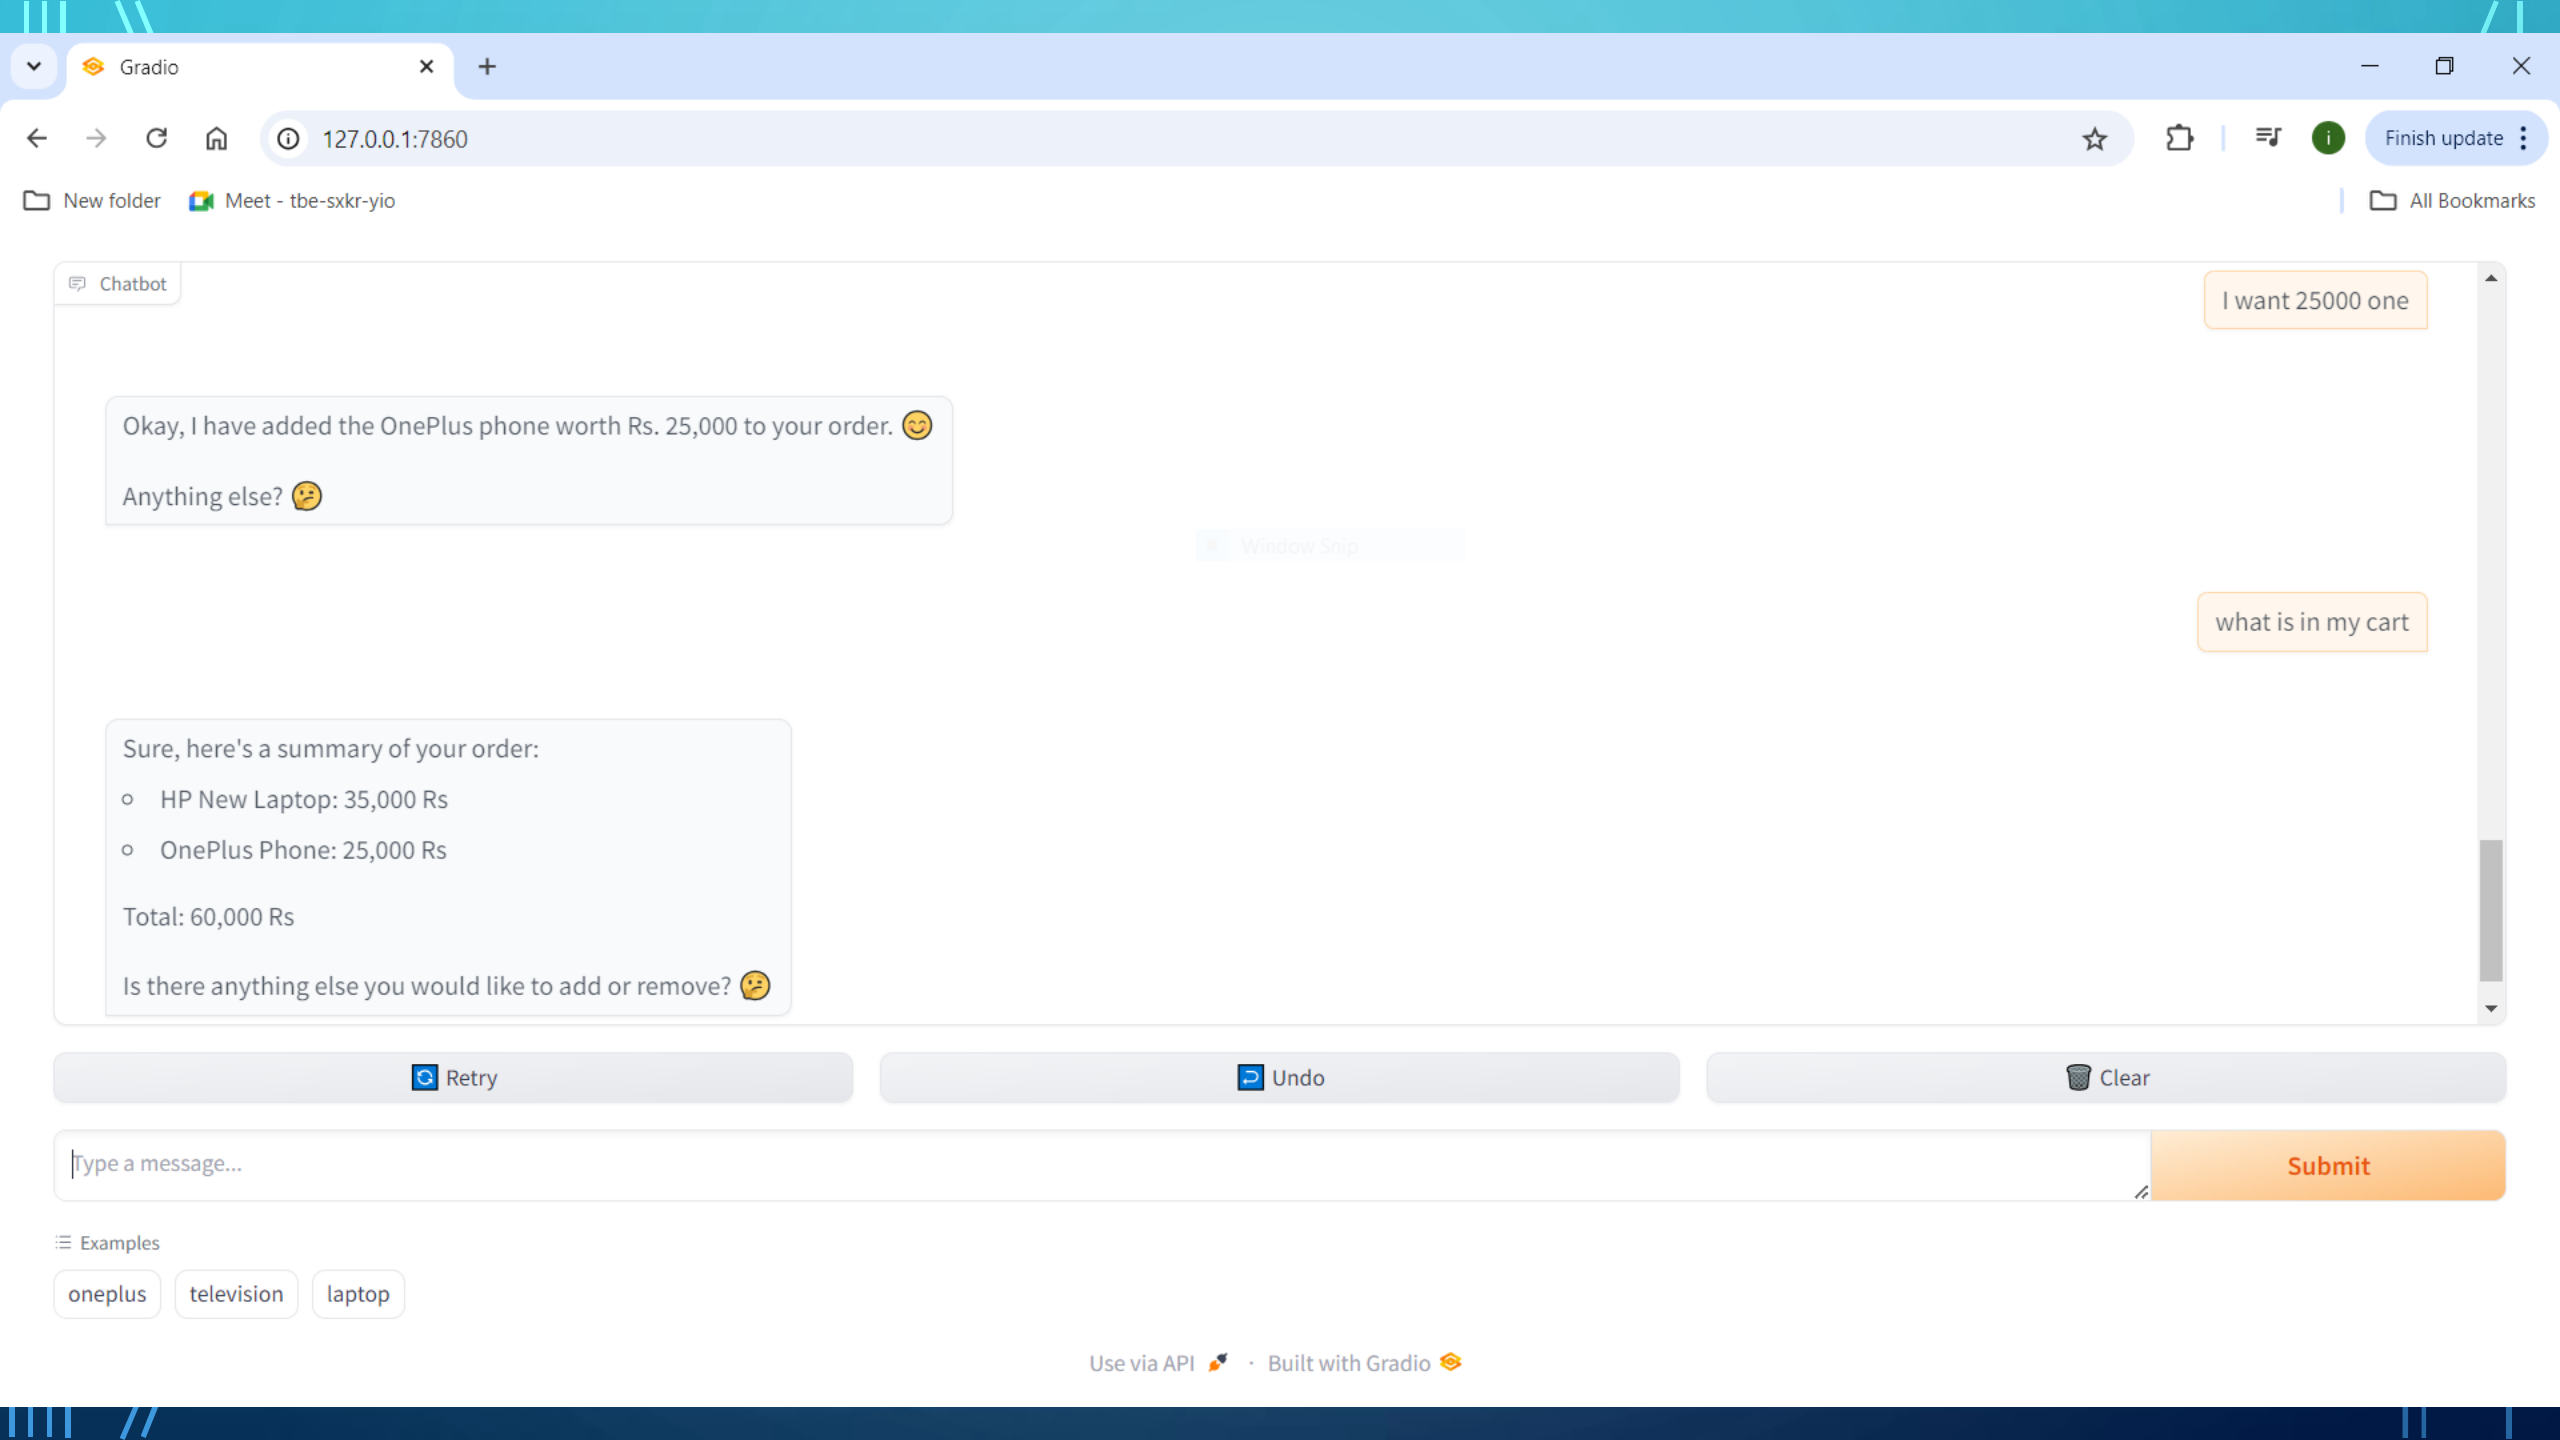 Gradio
127.0.0.1:7860
Finish update
New folder
Meet - tbe-sxkr-yio
All Bookmarks
Chatbot
I want 25000 one
Okay, I have added the OnePlus phone worth Rs. 25,000 to your order. 😊
Anything else? 🤔
Window Snip
what is in my cart
Sure, here's a summary of your order:
HP New Laptop: 35,000 Rs
OnePlus Phone: 25,000 Rs
Total: 60,000 Rs
Is there anything else you would like to add or remove? 🤔
Retry
Undo
Clear
Type a message...
Submit
Examples
oneplus
television
laptop
Use via API · Built with Gradio